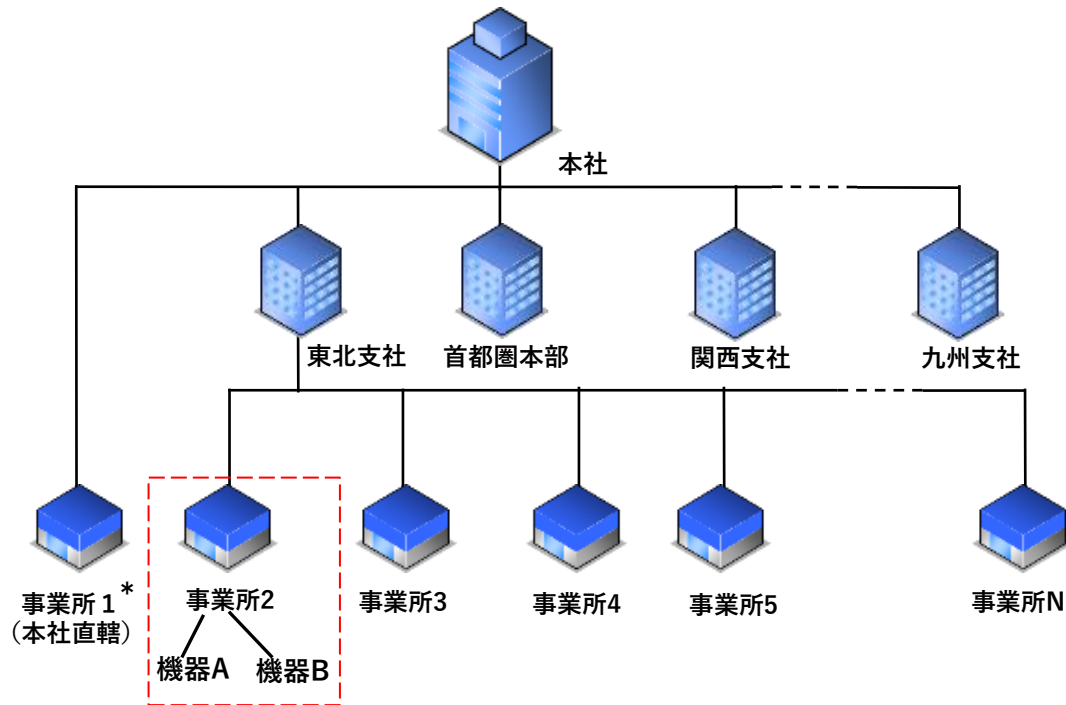 本社
東北支社
首都圏本部
関西支社
九州支社
事業所１*
（本社直轄）
事業所2
事業所3
事業所4
事業所5
事業所N
機器A
機器B